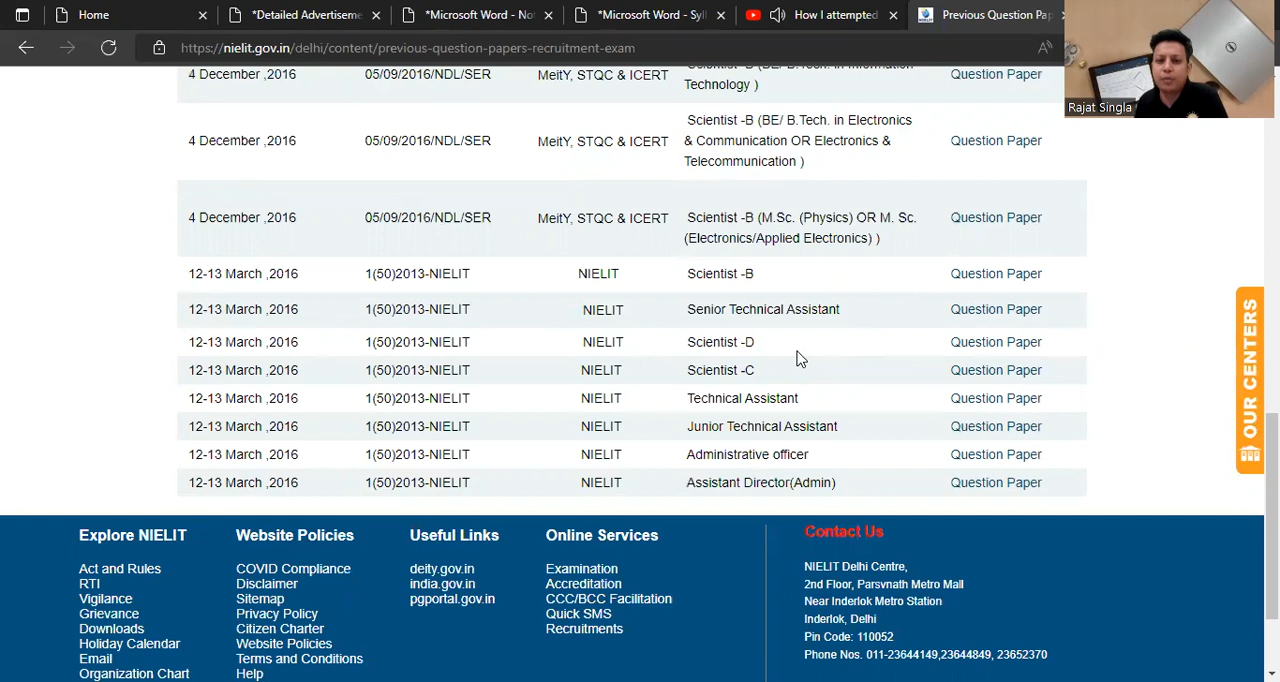 Home
*Detailed Advertiseme
*Microsoft Word - No
*Microsoft Word - Syl
How I attempted
Previous Question Pap
https://nielit.gov.in/delhi/content/previous-question-papers-recruitment-exam
Rajat Singla
4 December ,2016 05/09/2016/NDL/SER MeitY, STQC & ICERT Scientist -B (BE/ B.Tech. in Information Question Paper
Technology )
4 December ,2016 05/09/2016/NDL/SER MeitY, STQC & ICERT Scientist -B (BE/ B.Tech. in Electronics Question Paper
& Communication OR Electronics &
Telecommunication )
4 December ,2016 05/09/2016/NDL/SER MeitY, STQC & ICERT Scientist -B (M.Sc. (Physics) OR M. Sc. Question Paper
(Electronics/Applied Electronics) )
12-13 March ,2016 1(50)2013-NIELIT NIELIT Scientist -B Question Paper
12-13 March ,2016 1(50)2013-NIELIT NIELIT Senior Technical Assistant Question Paper
12-13 March ,2016 1(50)2013-NIELIT NIELIT Scientist -D Question Paper
12-13 March ,2016 1(50)2013-NIELIT NIELIT Scientist -C Question Paper
12-13 March ,2016 1(50)2013-NIELIT NIELIT Technical Assistant Question Paper
12-13 March ,2016 1(50)2013-NIELIT NIELIT Junior Technical Assistant Question Paper
12-13 March ,2016 1(50)2013-NIELIT NIELIT Administrative officer Question Paper
12-13 March ,2016 1(50)2013-NIELIT NIELIT Assistant Director(Admin) Question Paper
OUR CENTERS
Explore NIELIT
Act and Rules
RTI
Vigilance
Grievance
Downloads
Holiday Calendar
Email
Organization Chart
Website Policies
COVID Compliance
Disclaimer
Sitemap
Privacy Policy
Citizen Charter
Website Policies
Terms and Conditions
Help
Useful Links
deity.gov.in
india.gov.in
pgportal.gov.in
Online Services
Examination
Accreditation
CCC/BCC Facilitation
Quick SMS
Recruitments
Contact Us
NIELIT Delhi Centre,
2nd Floor, Parsvnath Metro Mall
Near Inderlok Metro Station
Inderlok, Delhi
Pin Code: 110052
Phone Nos. 011-23644149,23644849, 23652370